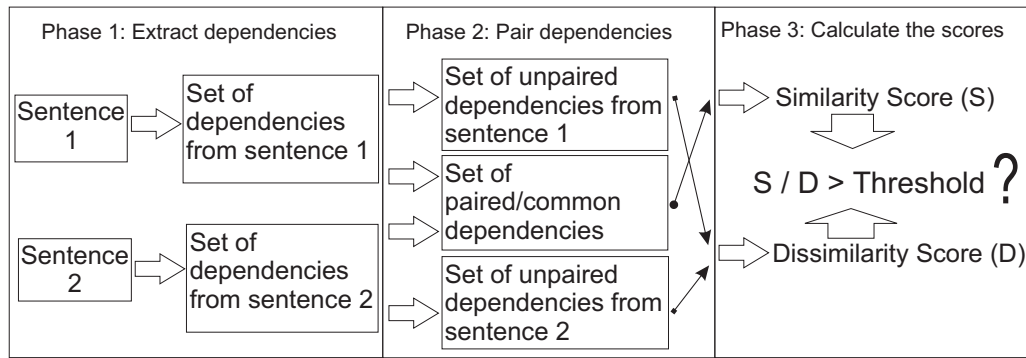 Phase 1: Extract dependencies
Sentence
1
Set of
dependencies
from sentence 1
Sentence
2
Set of
dependencies
from sentence 2
Phase 2: Pair dependencies
Set of unpaired
dependencies from
sentence 1
Set of
paired/common
dependencies
Set of unpaired
dependencies from
sentence 2
Phase 3: Calculate the scores
Similarity Score (S)
S / D > Threshold ?
Dissimilarity Score (D)